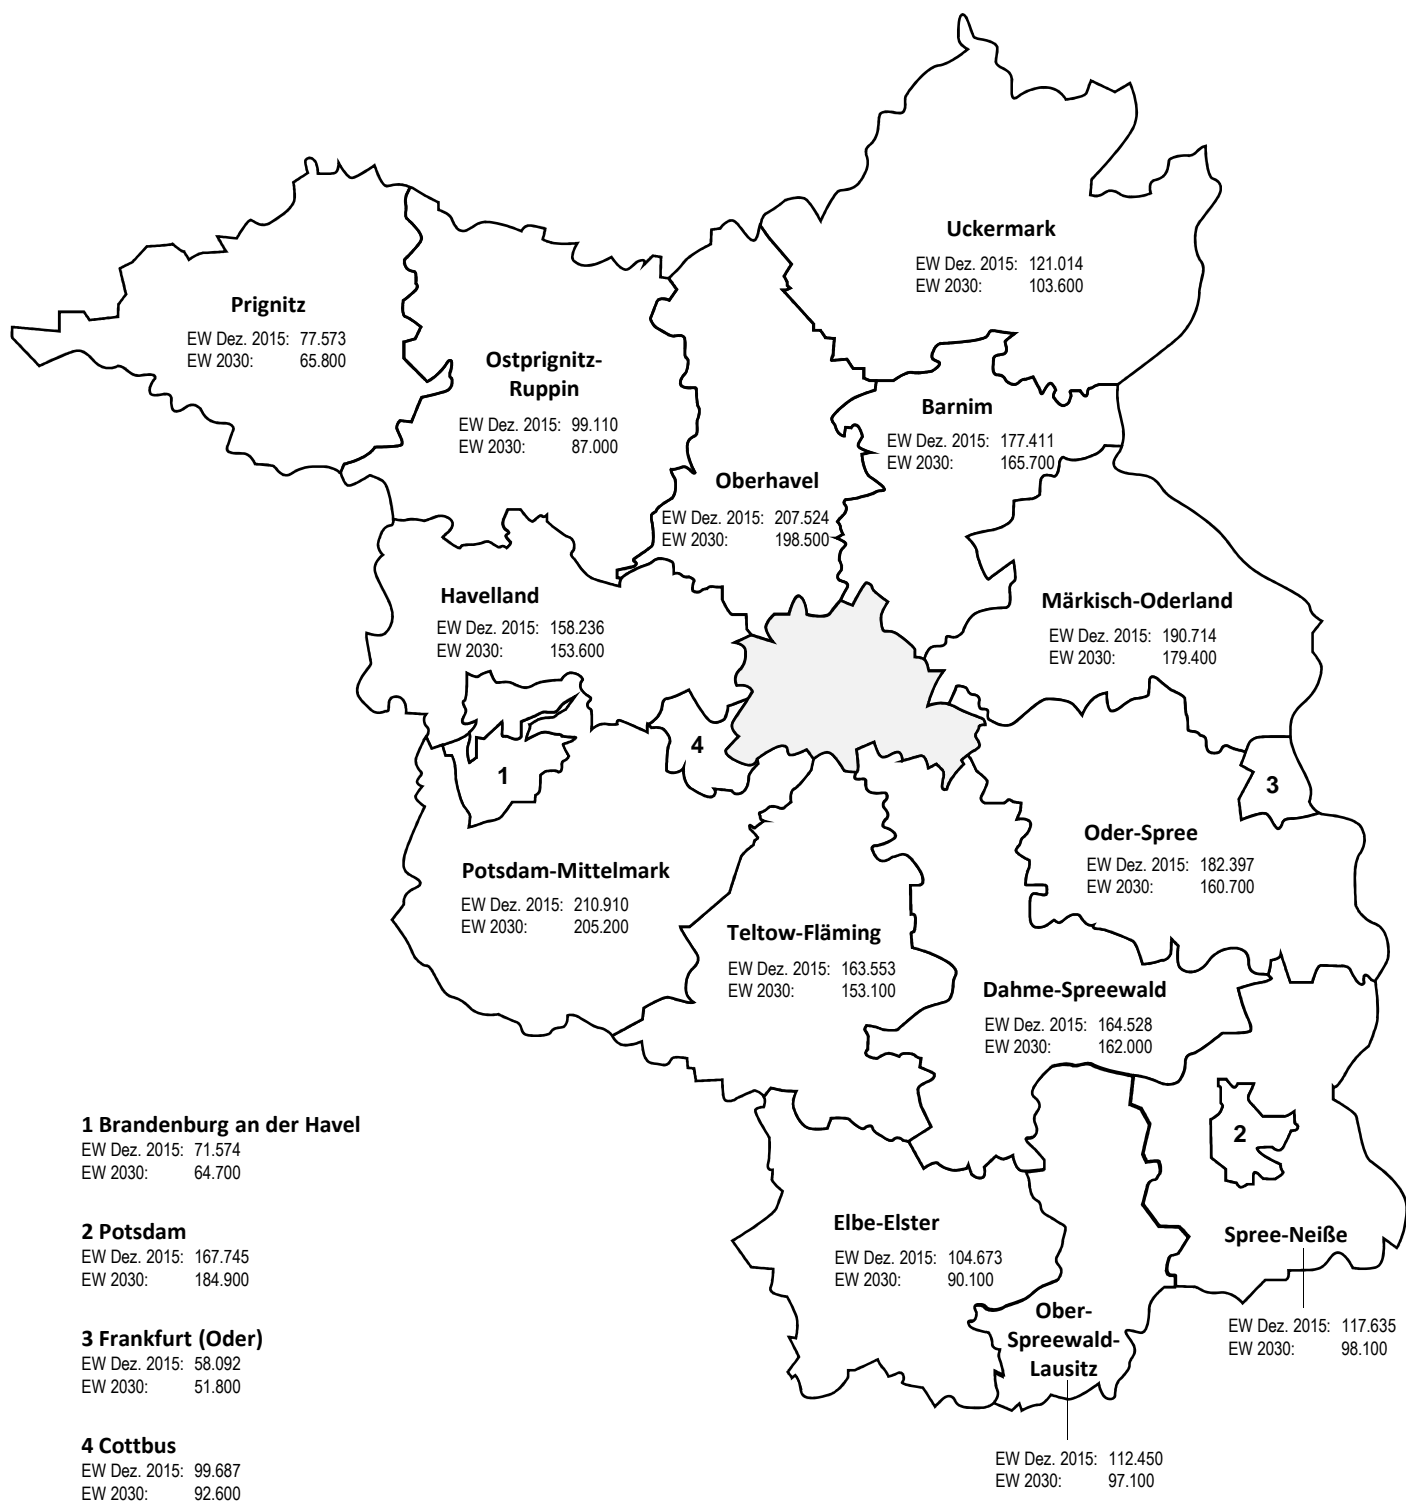 Uckermark
EW Dez. 2015: 121.014
EW 2030: 103.600
Prignitz
EW Dez. 2015: 77.573
EW 2030: 65.800
Ostprignitz-
Ruppin
EW Dez. 2015: 99.110
EW 2030: 87.000
Barnim
EW Dez. 2015: 177.411
EW 2030: 165.700
Oberhavel
EW Dez. 2015: 207.524
EW 2030: 198.500
Havelland
EW Dez. 2015: 158.236
EW 2030: 153.600
Märkisch-Oderland
EW Dez. 2015: 190.714
EW 2030: 179.400
4
1
3
Oder-Spree
EW Dez. 2015: 182.397
EW 2030: 160.700
Potsdam-Mittelmark
EW Dez. 2015: 210.910
EW 2030: 205.200
Teltow-Fläming
EW Dez. 2015: 163.553
EW 2030: 153.100
Dahme-Spreewald
EW Dez. 2015: 164.528
EW 2030: 162.000
2
Spree-Neiße
EW Dez. 2015: 117.635
EW 2030: 98.100
Elbe-Elster
EW Dez. 2015: 104.673
EW 2030: 90.100
Ober-
Spreewald-
Lausitz
EW Dez. 2015: 112.450
EW 2030: 97.100
1 Brandenburg an der Havel
EW Dez. 2015: 71.574
EW 2030: 64.700
2 Potsdam
EW Dez. 2015: 167.745
EW 2030: 184.900
3 Frankfurt (Oder)
EW Dez. 2015: 58.092
EW 2030: 51.800
4 Cottbus
EW Dez. 2015: 99.687
EW 2030: 92.600